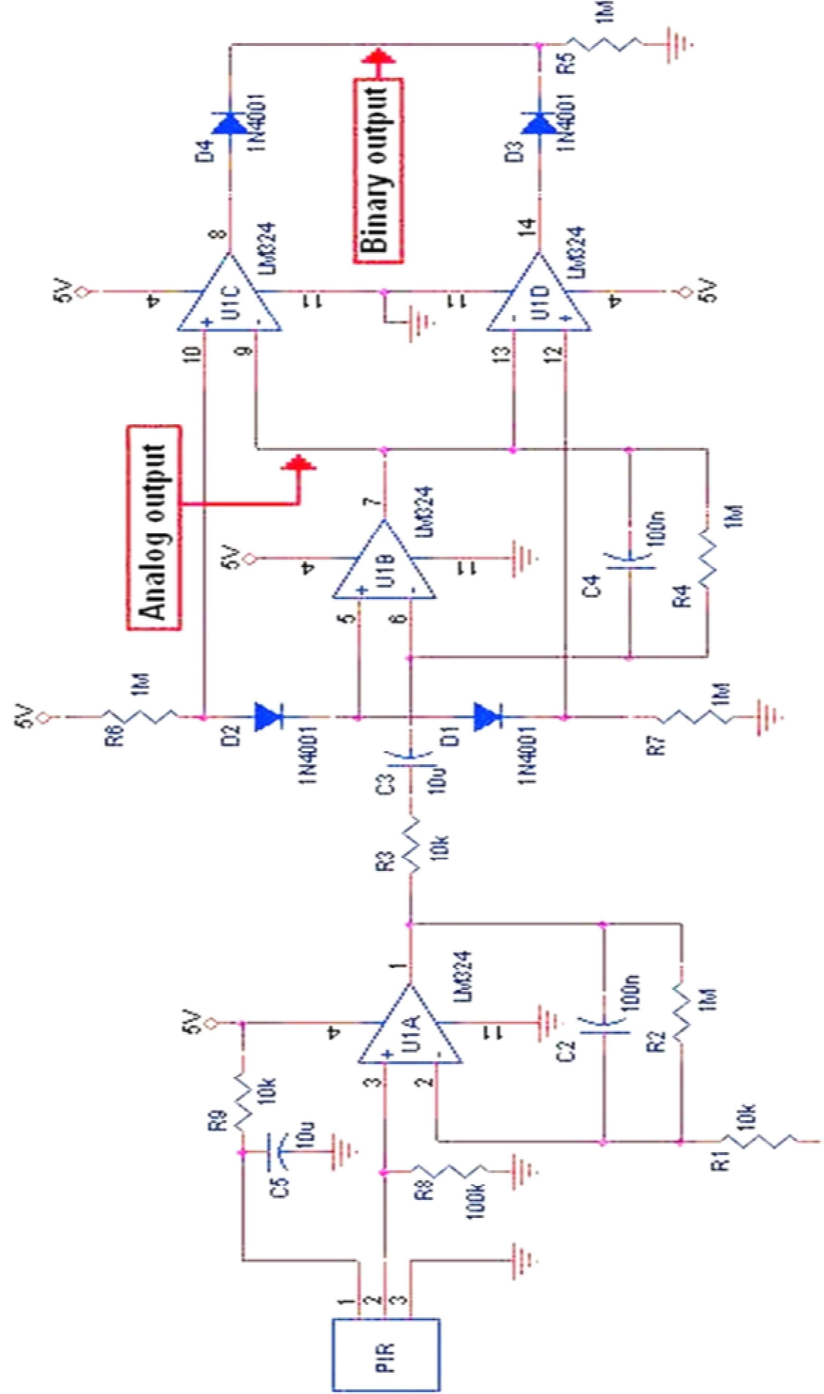 PIR
1
2
3
R9
10k
C5
10u
R8
100k
5V
4
3
2
1
U1A
11
LM324
C2
100n
R2
1M
R1
10k
R3
10k
C3
10u
5V
R6
1M
D2
1N4001
D1
1N4001
R7
1M
Analog output
5V
4
5
6
7
U1B
11
LM324
C4
100n
R4
1M
5V
4
10
9
8
U1C
11
LM324
11
13
12
14
U1D
LM324
4
5V
D4
1N4001
Binary output
D3
1N4001
R5
1M